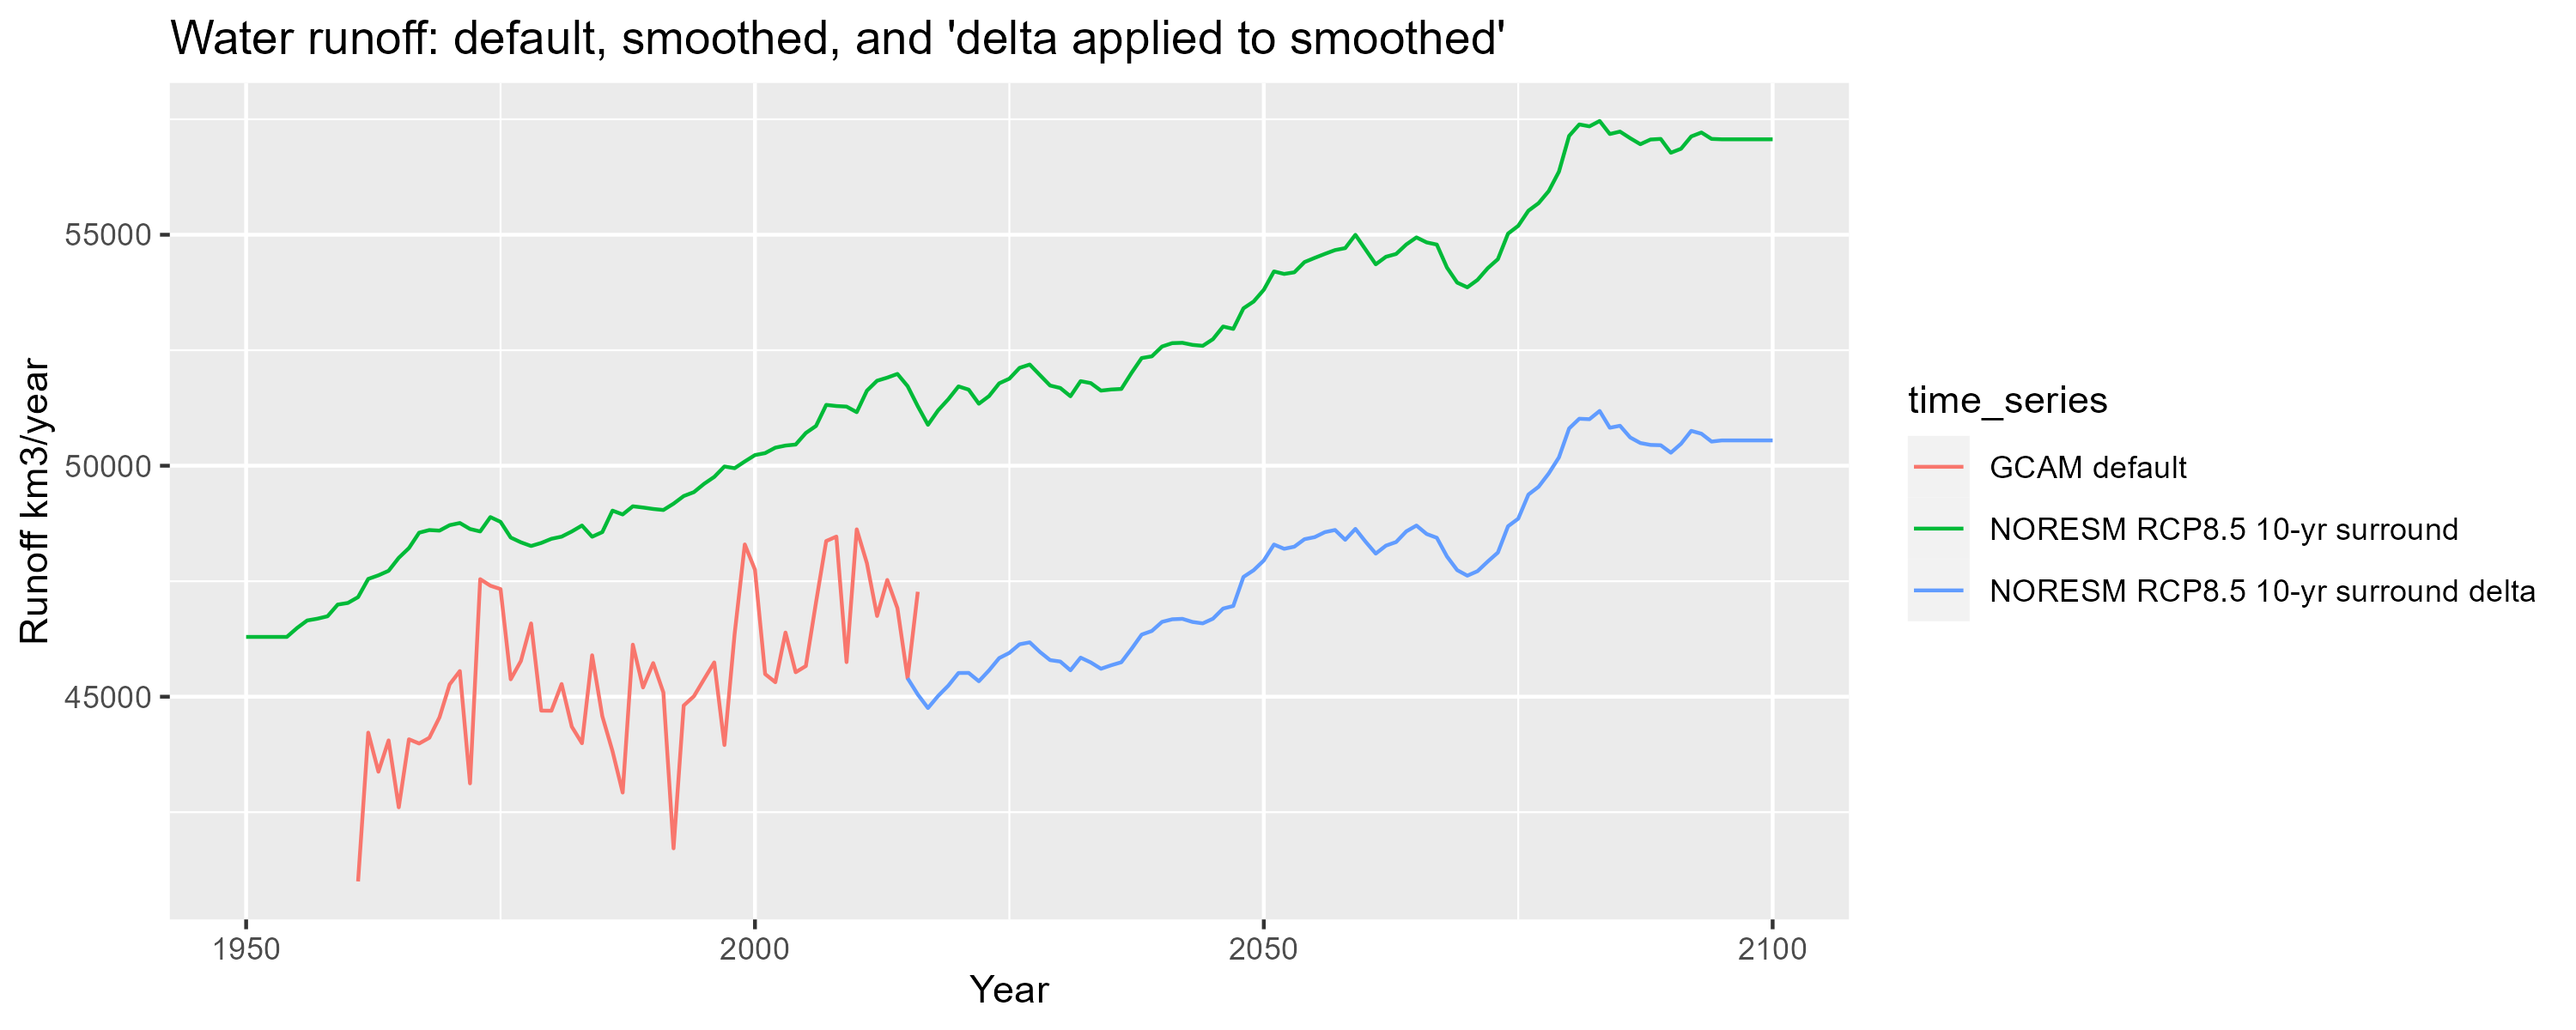 Water runoff: default, smoothed, and 'delta applied to smoothed'
Runoff km3/year
55000
50000
45000
1950
2000
2050
2100
Year
time_series
GCAM default
NORESM RCP8.5 10-yr surround
NORESM RCP8.5 10-yr surround delta